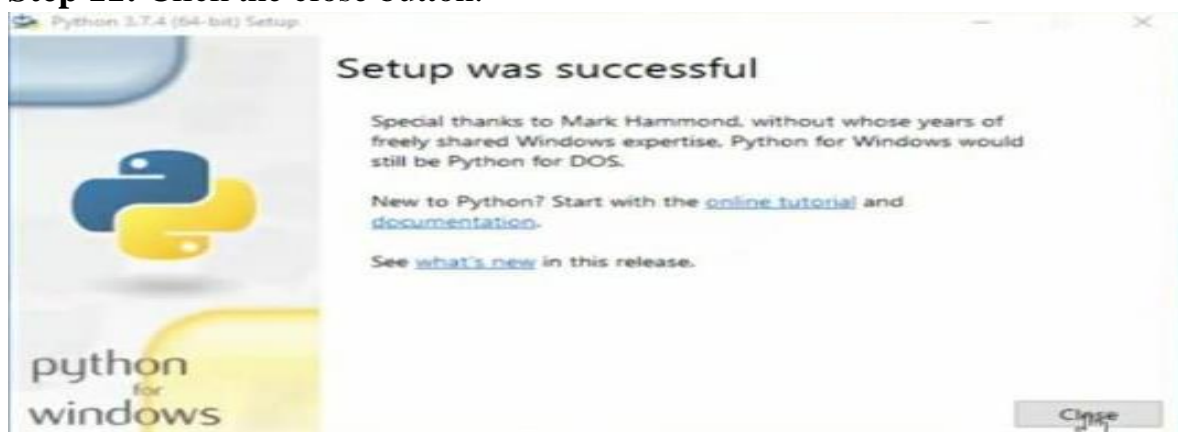 Step 11: Click the close button.
Python 3.7.4 (64-bit) Setup
Setup was successful
Special thanks to Mark Hammond, without whose years of
freely shared Windows expertise, Python for Windows would
still be Python for DOS.
New to Python? Start with the online tutorial and
documentation.
See what's new in this release.
python
for
windows
Close